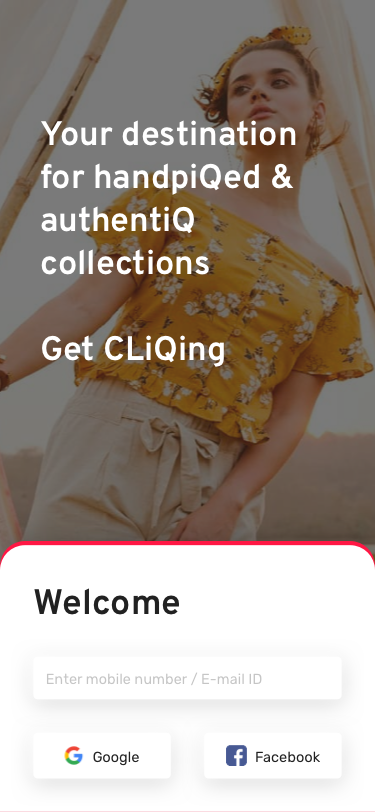 Your destination
for handpiQed &
authentiQ
collections
Get CLiQing
Welcome
Enter mobile number / E-mail ID
Google
Facebook